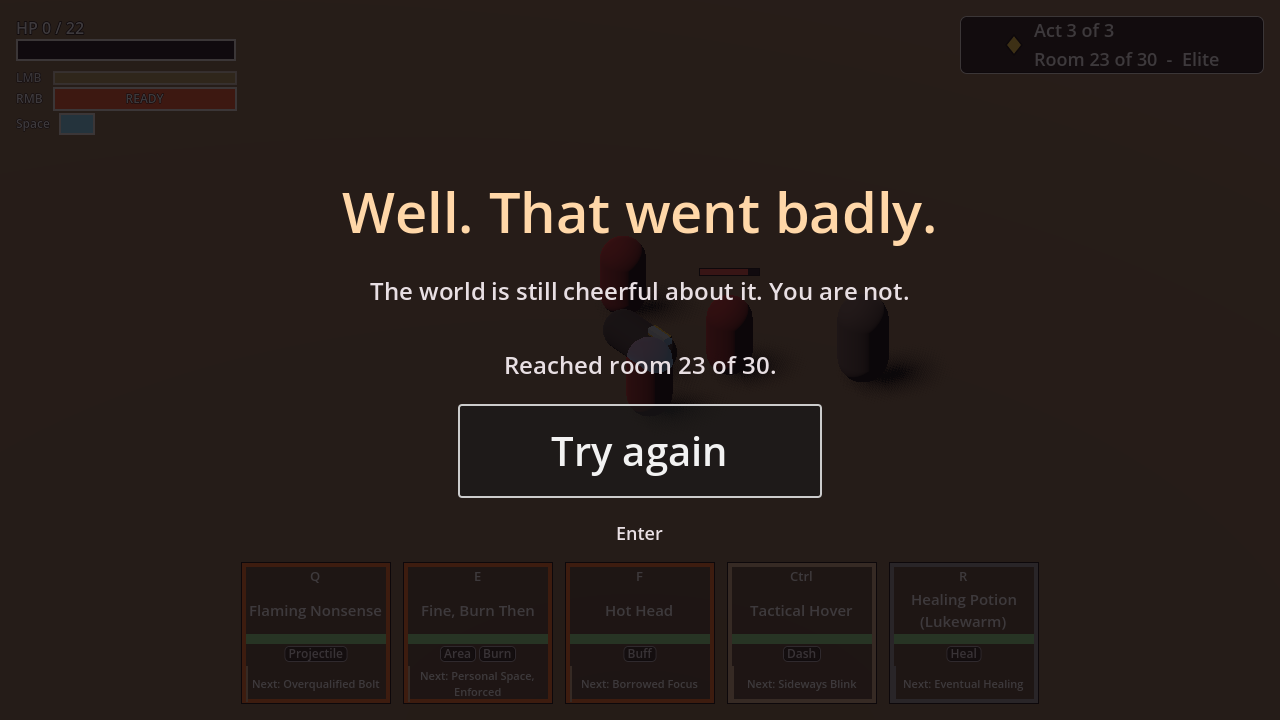 HP 0 / 22
LMB
RMB READY
Space
Act 3 of 3
Room 23 of 30 - Elite
Well. That went badly.
The world is still cheerful about it. You are not.
Reached room 23 of 30.
Try again
Enter
Q
Flaming Nonsense
Projectile
Next: Overqualified Bolt
E
Fine, Burn Then
Area Burn
Next: Personal Space,
Enforced
F
Hot Head
Buff
Next: Borrowed Focus
Ctrl
Tactical Hover
Dash
Next: Sideways Blink
R
Healing Potion
(Lukewarm)
Heal
Next: Eventual Healing